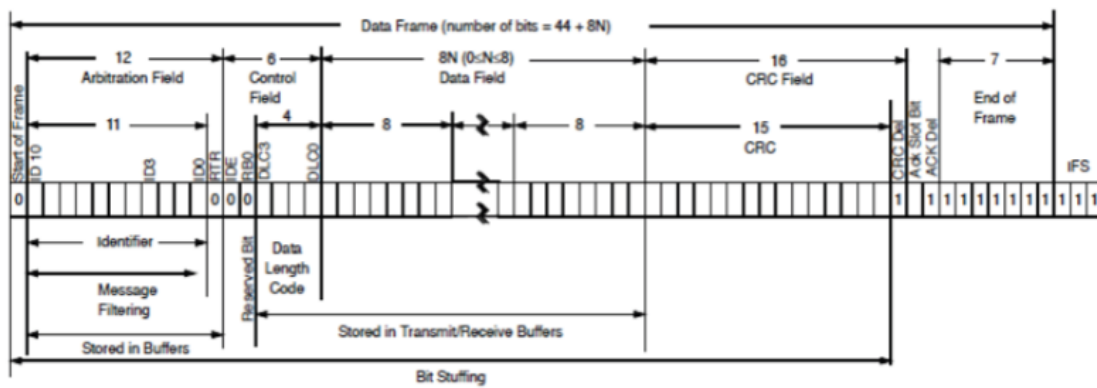 Data Frame (number of bits = 44 + 8N)
12
Arbitration Field
6
Control
Field
8N (0≤N≤8)
Data Field
16
CRC Field
7
End of
Frame
11
4
8
8
15
CRC
Start of Frame
ID 10
ID3
ID0
RTR
IDE
RB0
DLC3
DLC0
CRC Del
Ack Slot Bit
ACK Del
IFS
0 0 0 0 1 1 1 1 1 1 1 1 1 1 1 1
Identifier
Message
Filtering
Stored in Buffers
Reserved Bit
Data
Length
Code
Stored in Transmit/Receive Buffers
Bit Stuffing